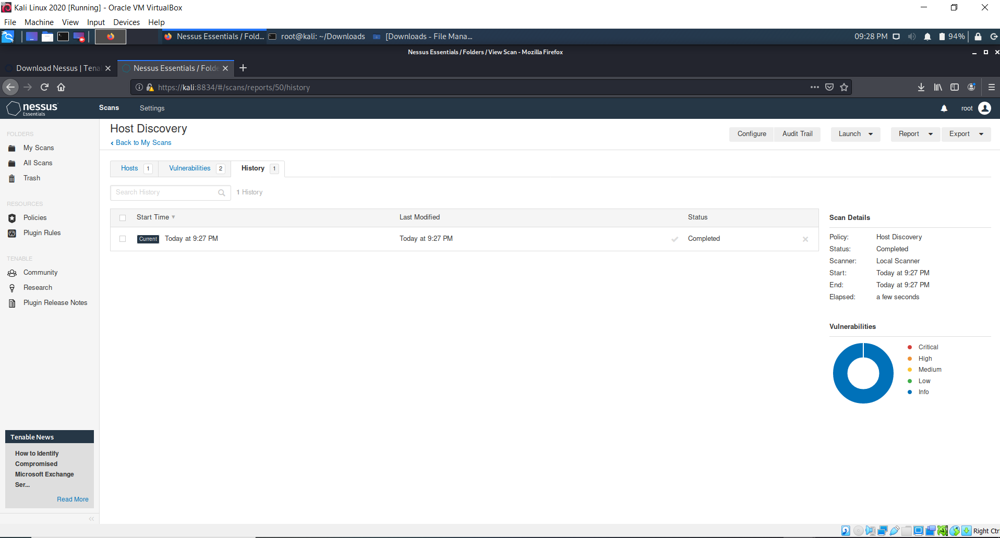 Kali Linux 2020 [Running] - Oracle VM VirtualBox
File Machine View Input Devices Help
Nessus Essentials / Fold... root@kali: ~/Downloads [Downloads - File Mana... 09:28 PM 94%
Nessus Essentials / Folders / View Scan - Mozilla Firefox
Download Nessus | Tena Nessus Essentials / Folde
https://kali:8834/#/scans/reports/50/history
nessus Essentials Scans Settings root
FOLDERS
My Scans
All Scans
Trash
RESOURCES
Policies
Plugin Rules
TENABLE
Community
Research
Plugin Release Notes
Tenable News
How to Identify
Compromised
Microsoft Exchange
Ser...
Read More
Host Discovery
Back to My Scans
Configure Audit Trail Launch Report Export
Hosts 1 Vulnerabilities 2 History 1
Search History 1 History
Start Time Last Modified Status
Current Today at 9:27 PM Today at 9:27 PM Completed
Scan Details
Policy: Host Discovery
Status: Completed
Scanner: Local Scanner
Start: Today at 9:27 PM
End: Today at 9:27 PM
Elapsed: a few seconds
Vulnerabilities
Critical
High
Medium
Low
Info
Right Ctr